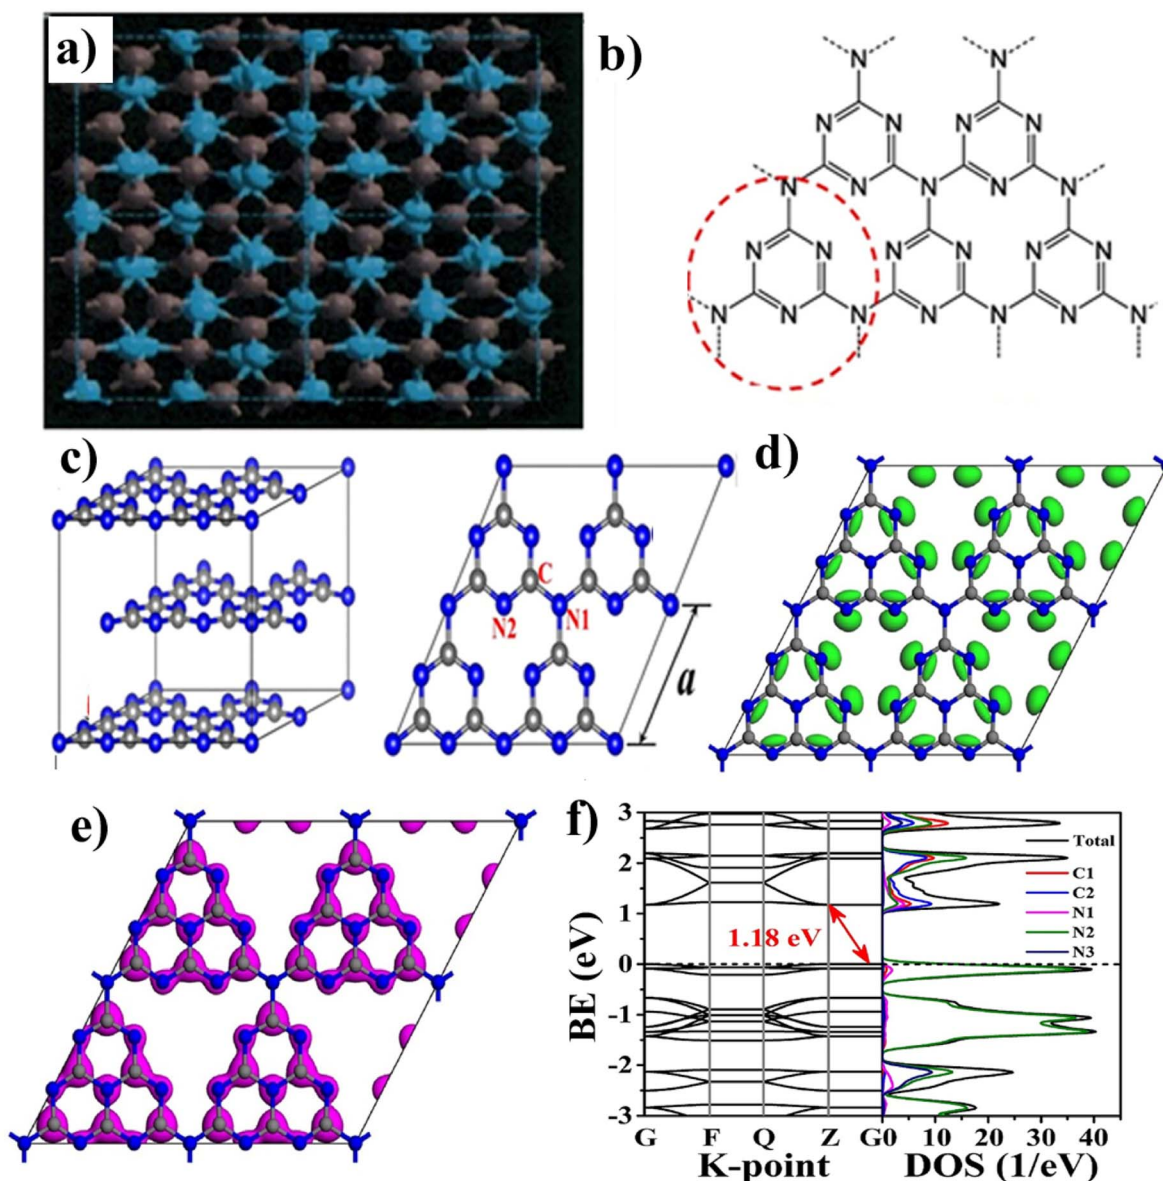 a)
b)
N N
N N N N
N N N N N
N N N N N N
N N N N N N N
c)
C
N2 N1
a
d)
e)
f)
3
2
1
0
-1
-2
-3
BE (eV)
1.18 eV
Total
C1
C2
N1
N2
N3
G F Q Z G 0 10 20 30 40
K-point DOS (1/eV)